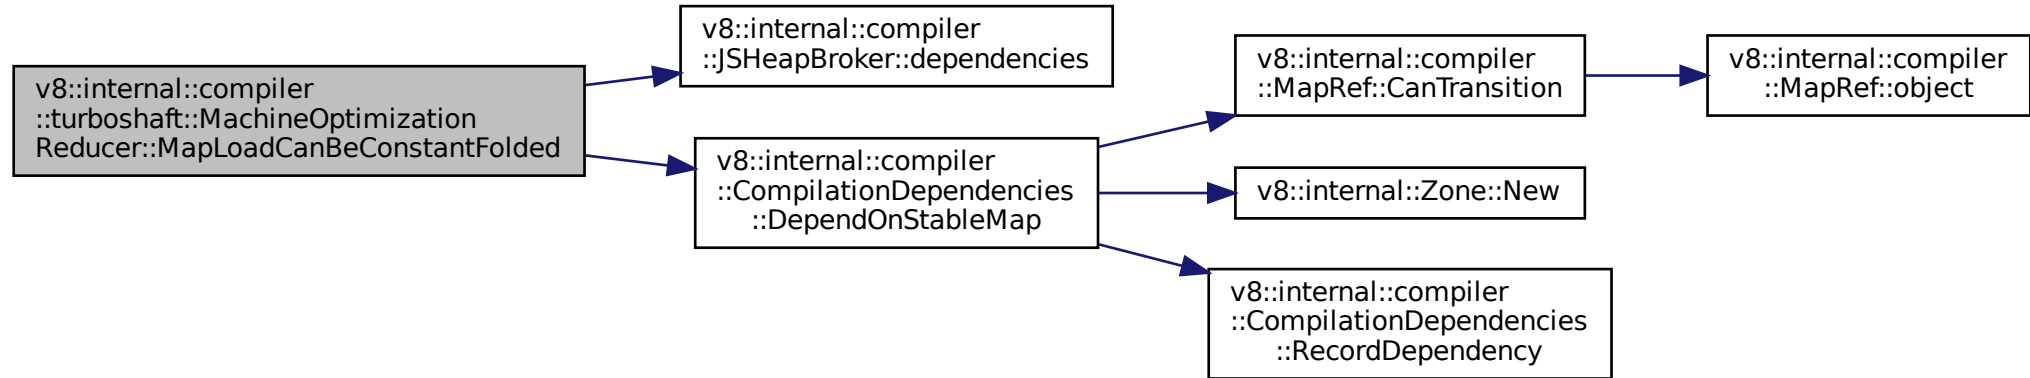 v8::internal::compiler
::turboshaft::MachineOptimization
Reducer::MapLoadCanBeConstantFolded
v8::internal::compiler
::JSHeapBroker::dependencies
v8::internal::compiler
::CompilationDependencies
::DependOnStableMap
v8::internal::compiler
::MapRef::CanTransition
v8::internal::compiler
::MapRef::object
v8::internal::Zone::New
v8::internal::compiler
::CompilationDependencies
::RecordDependency